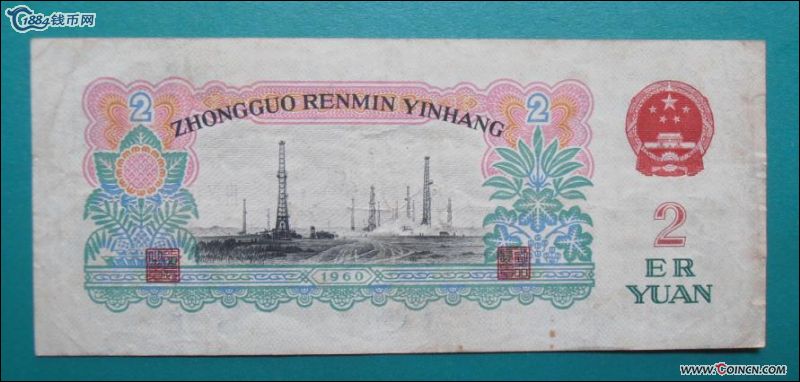 1884钱币网
2
2
ZHONGGUO RENMIN YINHANG
2
ER
YUAN
1960
www.COINCN.com